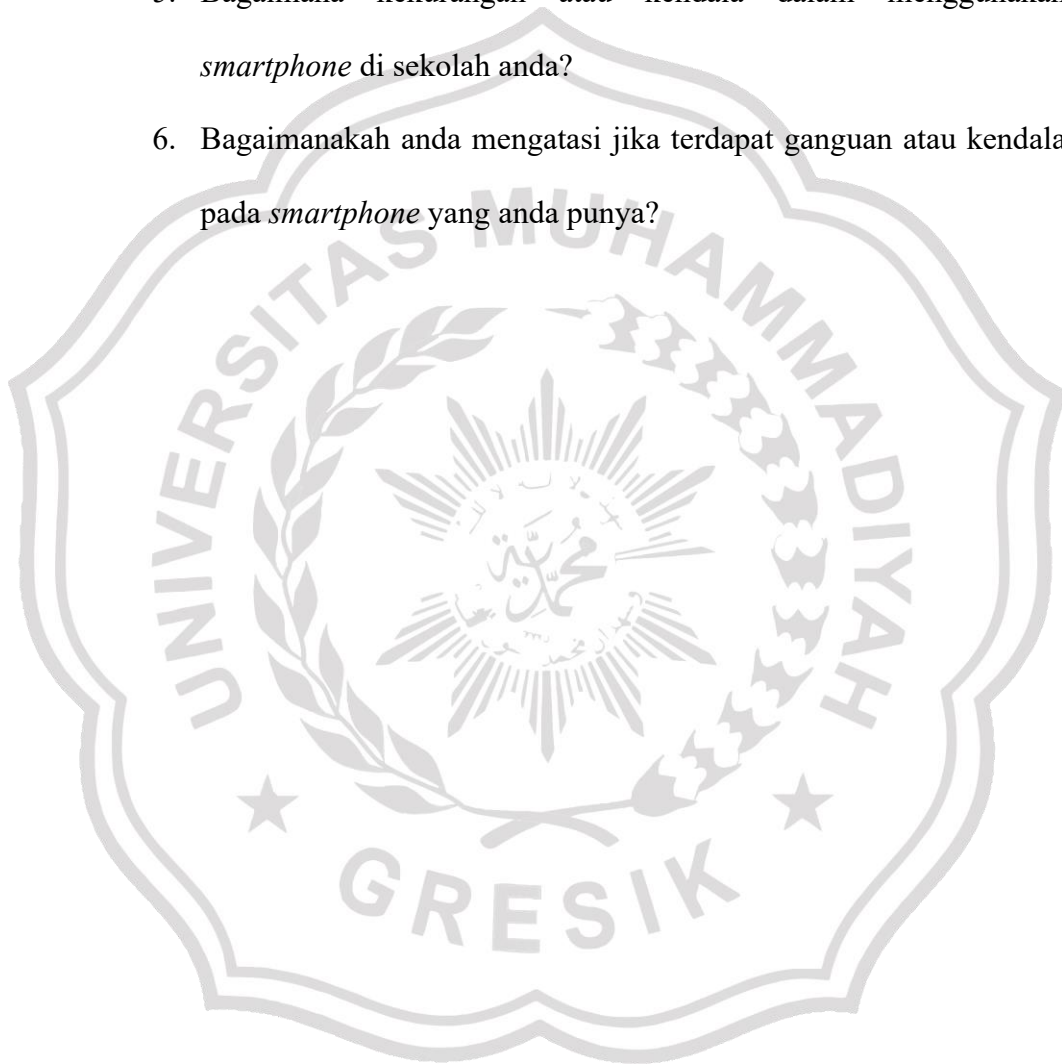 5. Bagaimana kekurangan atau kendala dalam menggunakan
smartphone di sekolah anda?
6. Bagaimanakah anda mengatasi jika terdapat ganguan atau kendala
pada smartphone yang anda punya?
UNIVERSITAS MUHAMMADIYAH
GRESIK